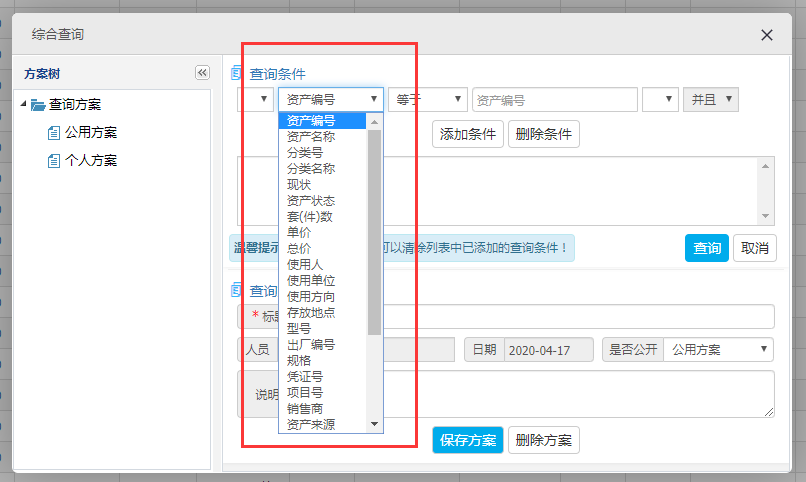 综合查询
方案树
查询方案
公用方案
个人方案
查询条件
资产编号 等于 资产编号 并且
资产编号
资产名称
分类号
分类名称
现状
资产状态
套(件)数
单价
总价
使用人
使用单位
使用方向
存放地点
型号
出厂编号
规格
凭证号
项目号
销售商
资产来源
添加条件 删除条件
温馨提示 可以清除列表中已添加的查询条件！
查询 取消
查询
* 标题
人员 日期 2020-04-17 是否公开 公用方案
说明
保存方案 删除方案